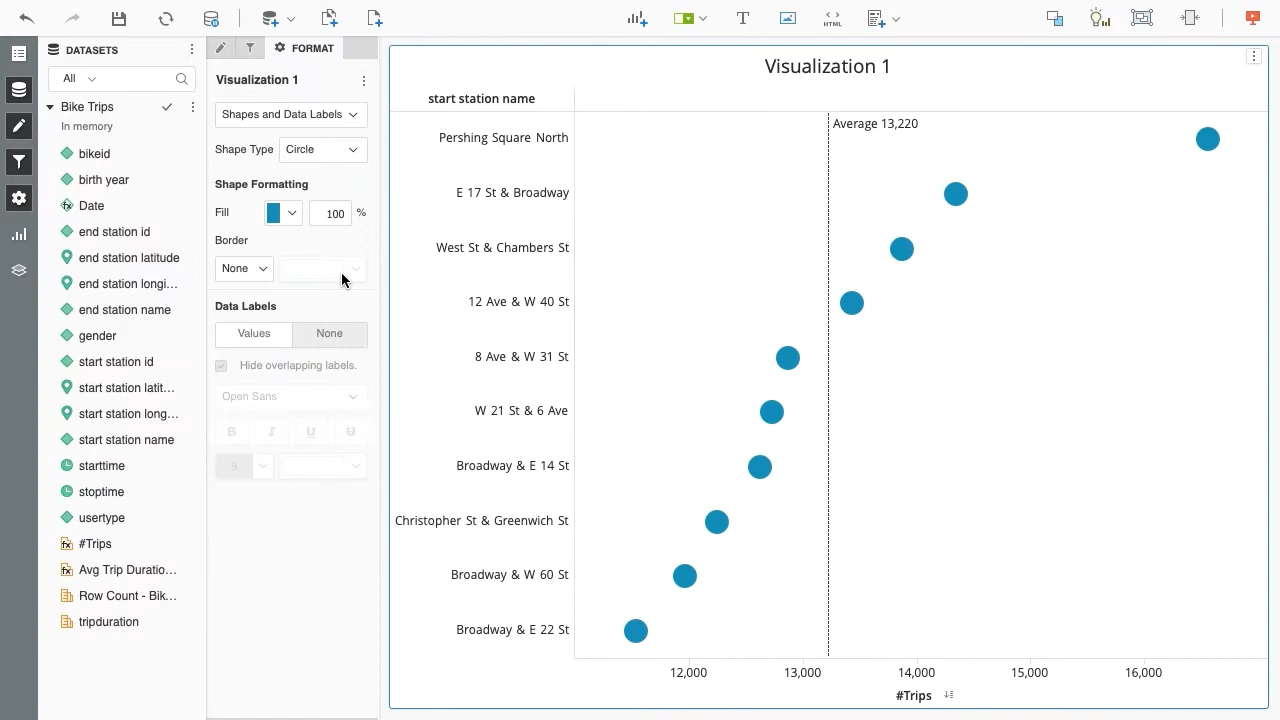 HTML
DATASETS
All
Bike Trips
In memory
bikeid
birth year
fx Date
end station id
end station latitude
end station longi...
end station name
gender
start station id
start station latit...
start station long...
start station name
starttime
stoptime
usertype
fx #Trips
fx Avg Trip Duratio...
Row Count - Bik...
tripduration
FORMAT
Visualization 1
Shapes and Data Labels
Shape Type Circle
Shape Formatting
Fill 100 %
Border
None
Data Labels
Values None
Hide overlapping labels.
Open Sans
B I U U
9
Visualization 1
start station name
Average 13,220
Pershing Square North
E 17 St & Broadway
West St & Chambers St
12 Ave & W 40 St
8 Ave & W 31 St
W 21 St & 6 Ave
Broadway & E 14 St
Christopher St & Greenwich St
Broadway & W 60 St
Broadway & E 22 St
12,000 13,000 14,000 15,000 16,000
#Trips